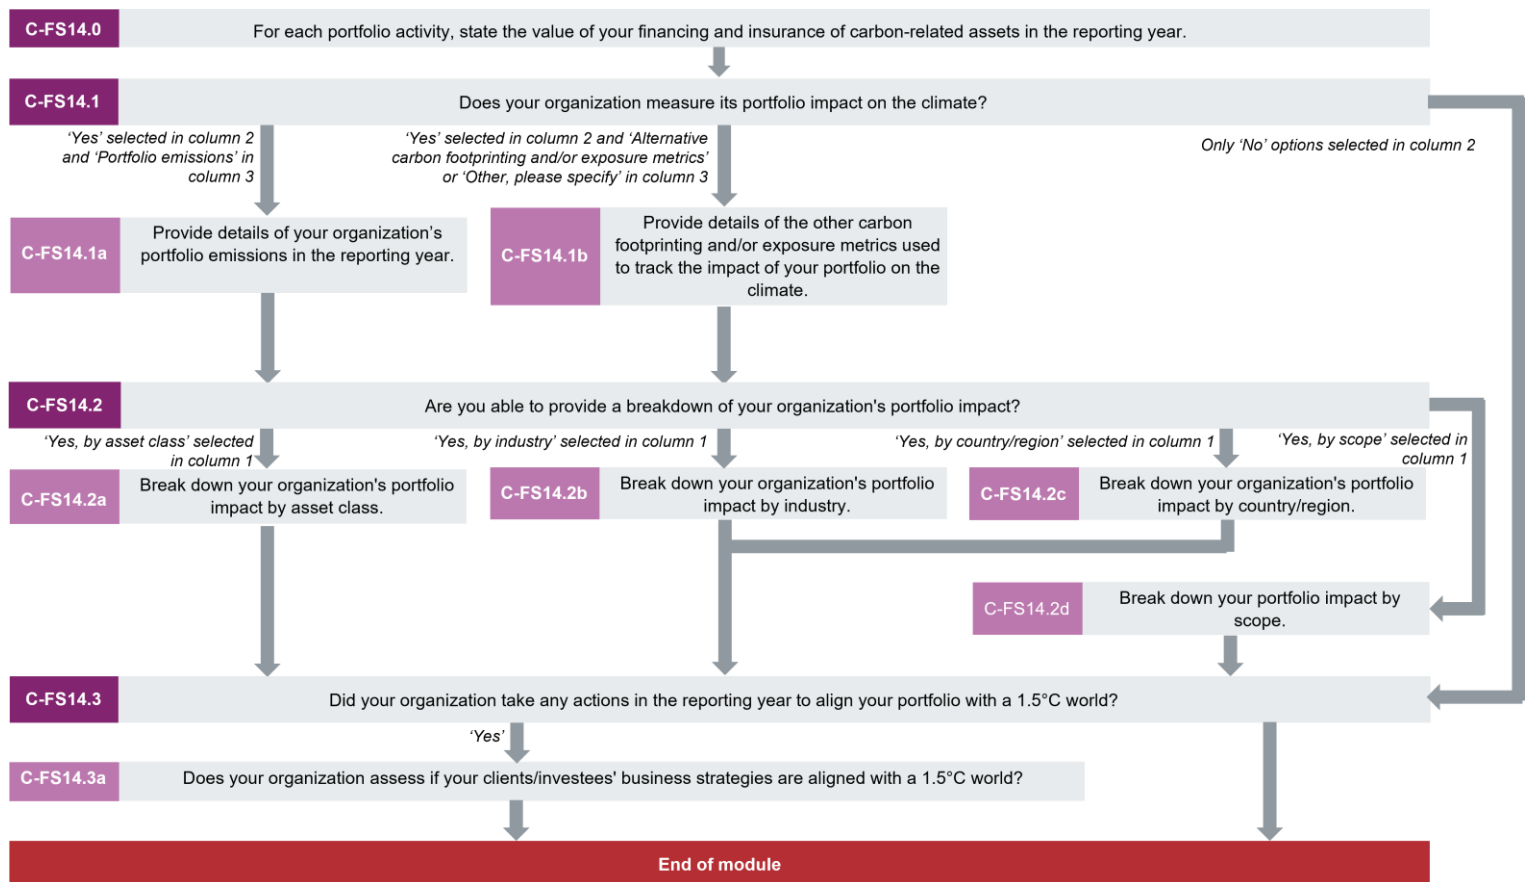 C-FS14.0
For each portfolio activity, state the value of your financing and insurance of carbon-related assets in the reporting year.
C-FS14.1
Does your organization measure its portfolio impact on the climate?
‘Yes’ selected in column 2
and ‘Portfolio emissions’ in
column 3
‘Yes’ selected in column 2 and ‘Alternative
carbon footprinting and/or exposure metrics’
or ‘Other, please specify’ in column 3
Only ‘No’ options selected in column 2
C-FS14.1a
Provide details of your organization’s
portfolio emissions in the reporting year.
C-FS14.1b
Provide details of the other carbon
footprinting and/or exposure metrics used
to track the impact of your portfolio on the
climate.
C-FS14.2
Are you able to provide a breakdown of your organization's portfolio impact?
‘Yes, by asset class’ selected
in column 1
‘Yes, by industry’ selected in column 1
‘Yes, by country/region’ selected in column 1
‘Yes, by scope’ selected in
column 1
C-FS14.2a
Break down your organization's portfolio
impact by asset class.
C-FS14.2b
Break down your organization's portfolio
impact by industry.
C-FS14.2c
Break down your organization's portfolio
impact by country/region.
C-FS14.2d
Break down your portfolio impact by
scope.
C-FS14.3
Did your organization take any actions in the reporting year to align your portfolio with a 1.5°C world?
‘Yes’
C-FS14.3a
Does your organization assess if your clients/investees' business strategies are aligned with a 1.5°C world?
End of module